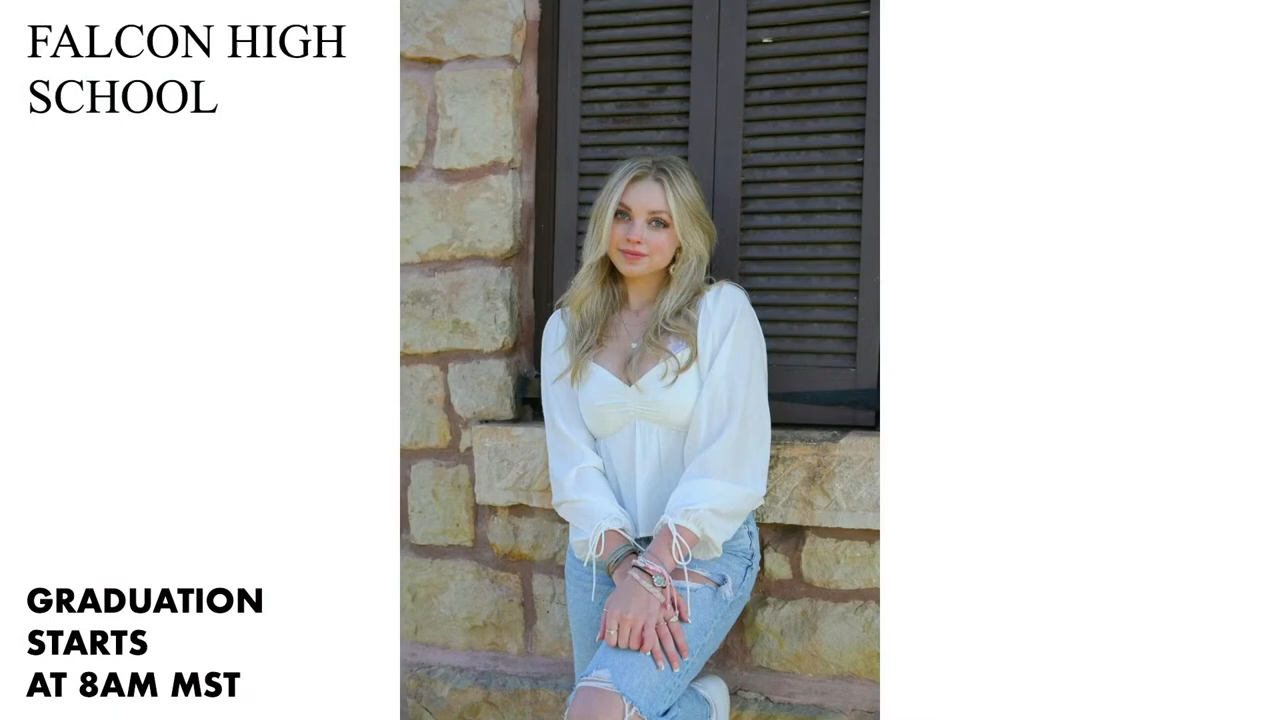 FALCON HIGH
SCHOOL
GRADUATION
STARTS
AT 8AM MST